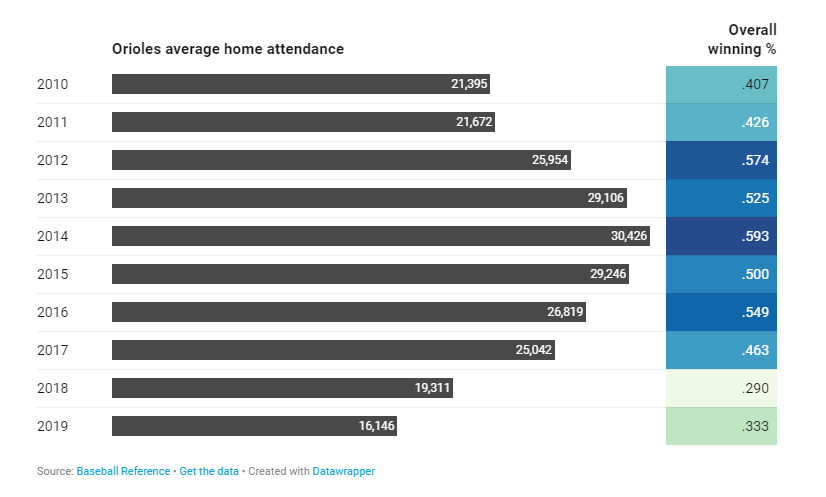 Overall
Orioles average home attendance winning %
2010 21,395 .407
2011 21,672 .426
2012 25,954 .574
2013 29,106 .525
2014 30,426 .593
2015 29,246 .500
2016 26,819 .549
2017 25,042 .463
2018 19,311 .290
2019 16,146 .333
Source: Baseball Reference • Get the data • Created with Datawrapper